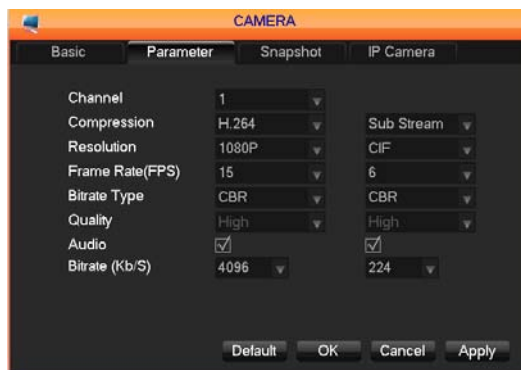 CAMERA
Basic Parameter Snapshot IP Camera
Channel 1
Compression H.264 Sub Stream
Resolution 1080P CIF
Frame Rate(FPS) 15 6
Bitrate Type CBR CBR
Quality High High
Audio
Bitrate (Kb/S) 4096 224
Default OK Cancel Apply